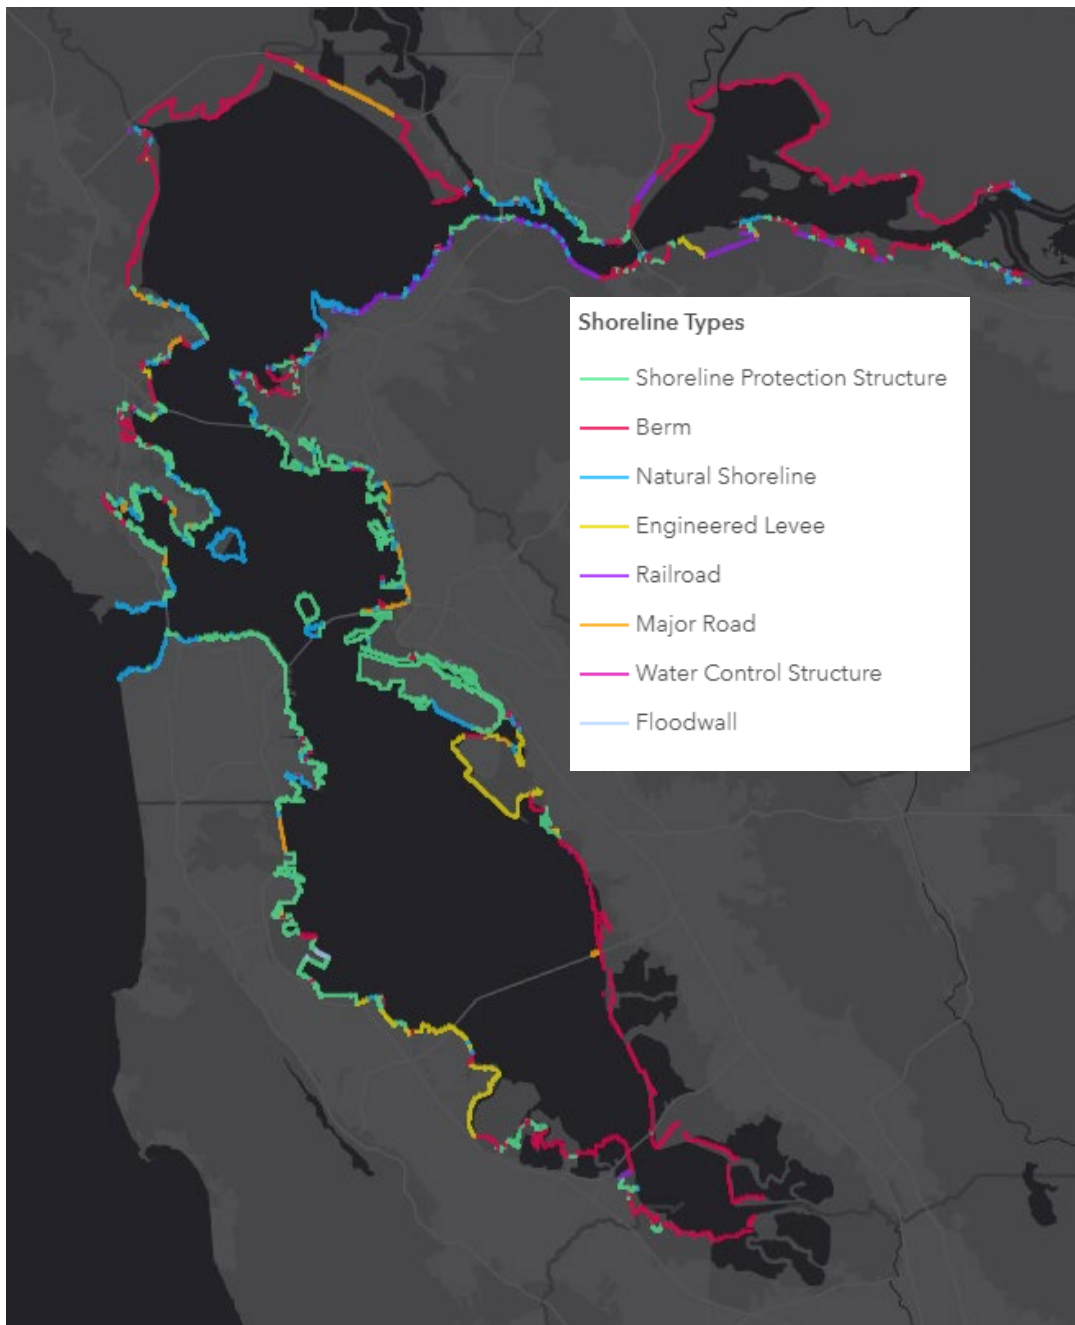 Shoreline Types
Shoreline Protection Structure
Berm
Natural Shoreline
Engineered Levee
Railroad
Major Road
Water Control Structure
Floodwall